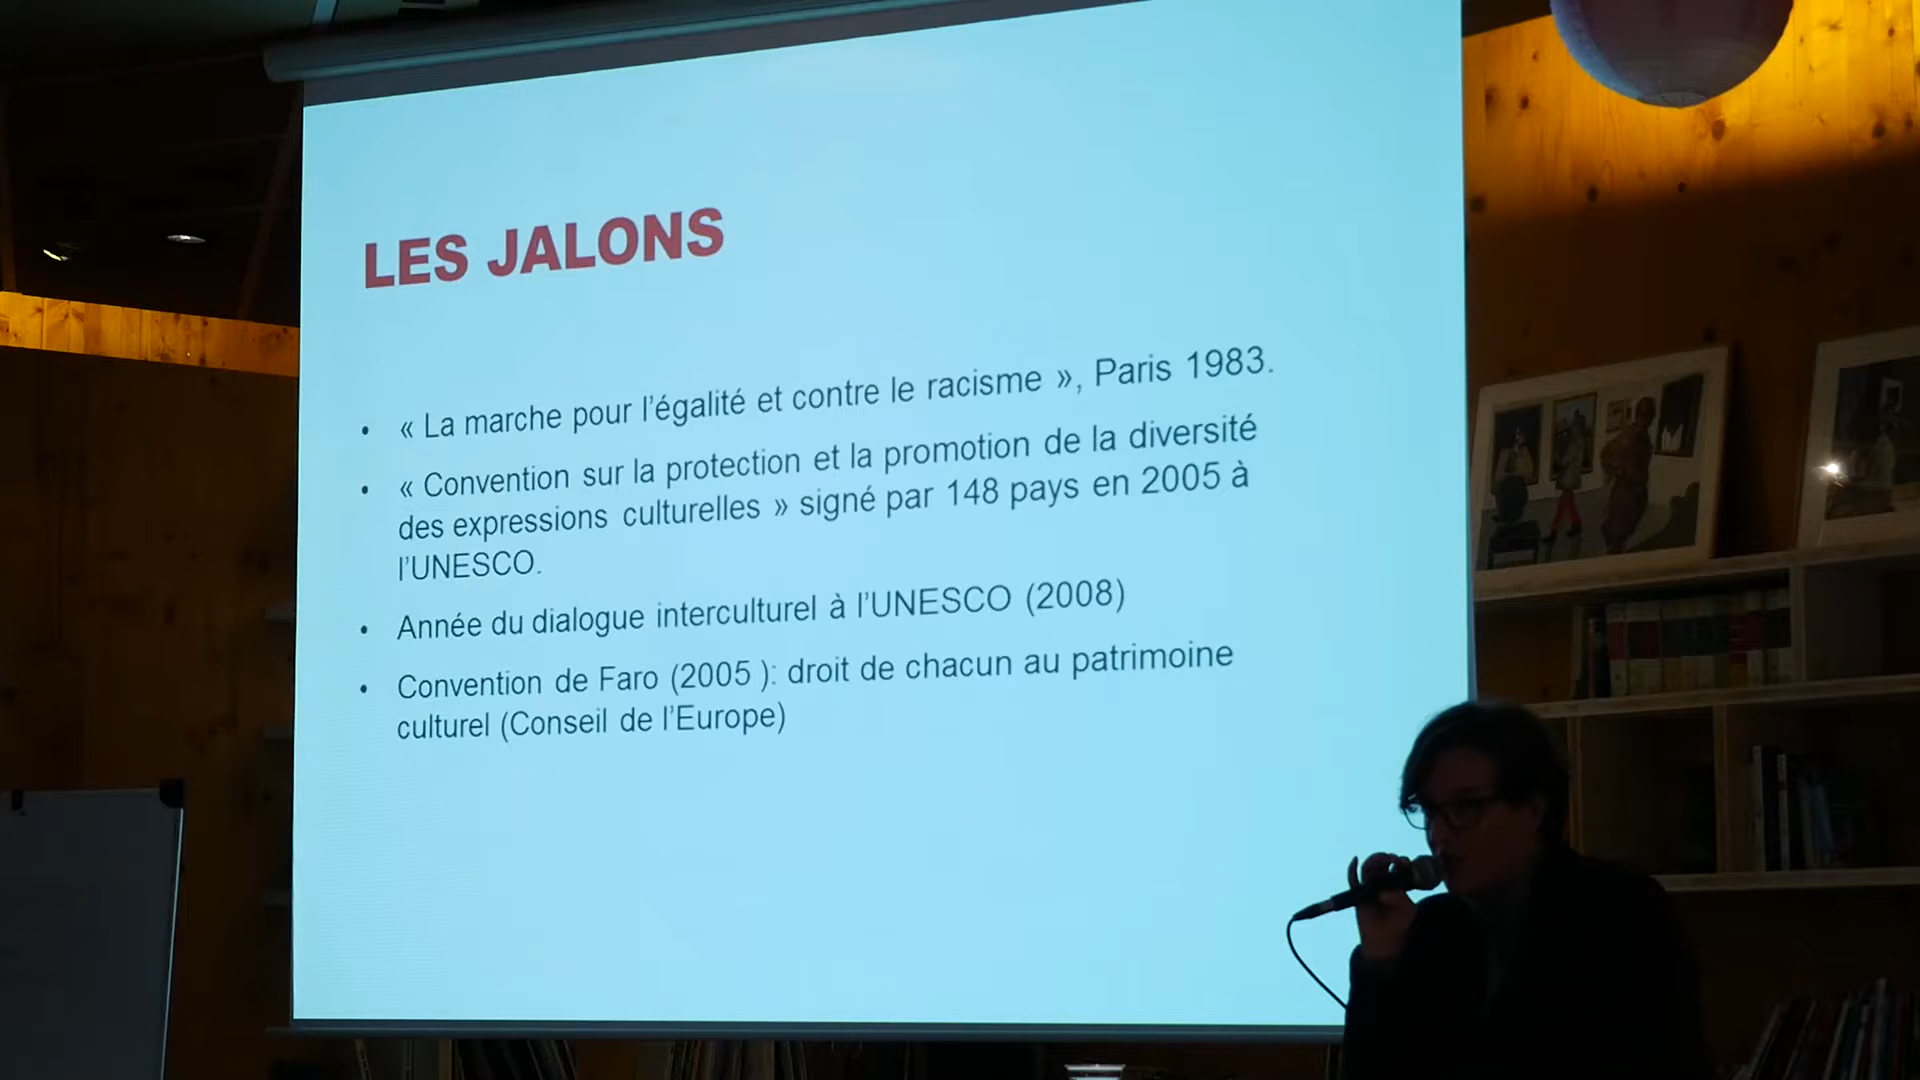 LES JALONS
• « La marche pour l'égalité et contre le racisme », Paris 1983.
• « Convention sur la protection et la promotion de la diversité
des expressions culturelles » signé par 148 pays en 2005 à
l'UNESCO.
• Année du dialogue interculturel à l'UNESCO (2008)
• Convention de Faro (2005 ): droit de chacun au patrimoine
culturel (Conseil de l'Europe)